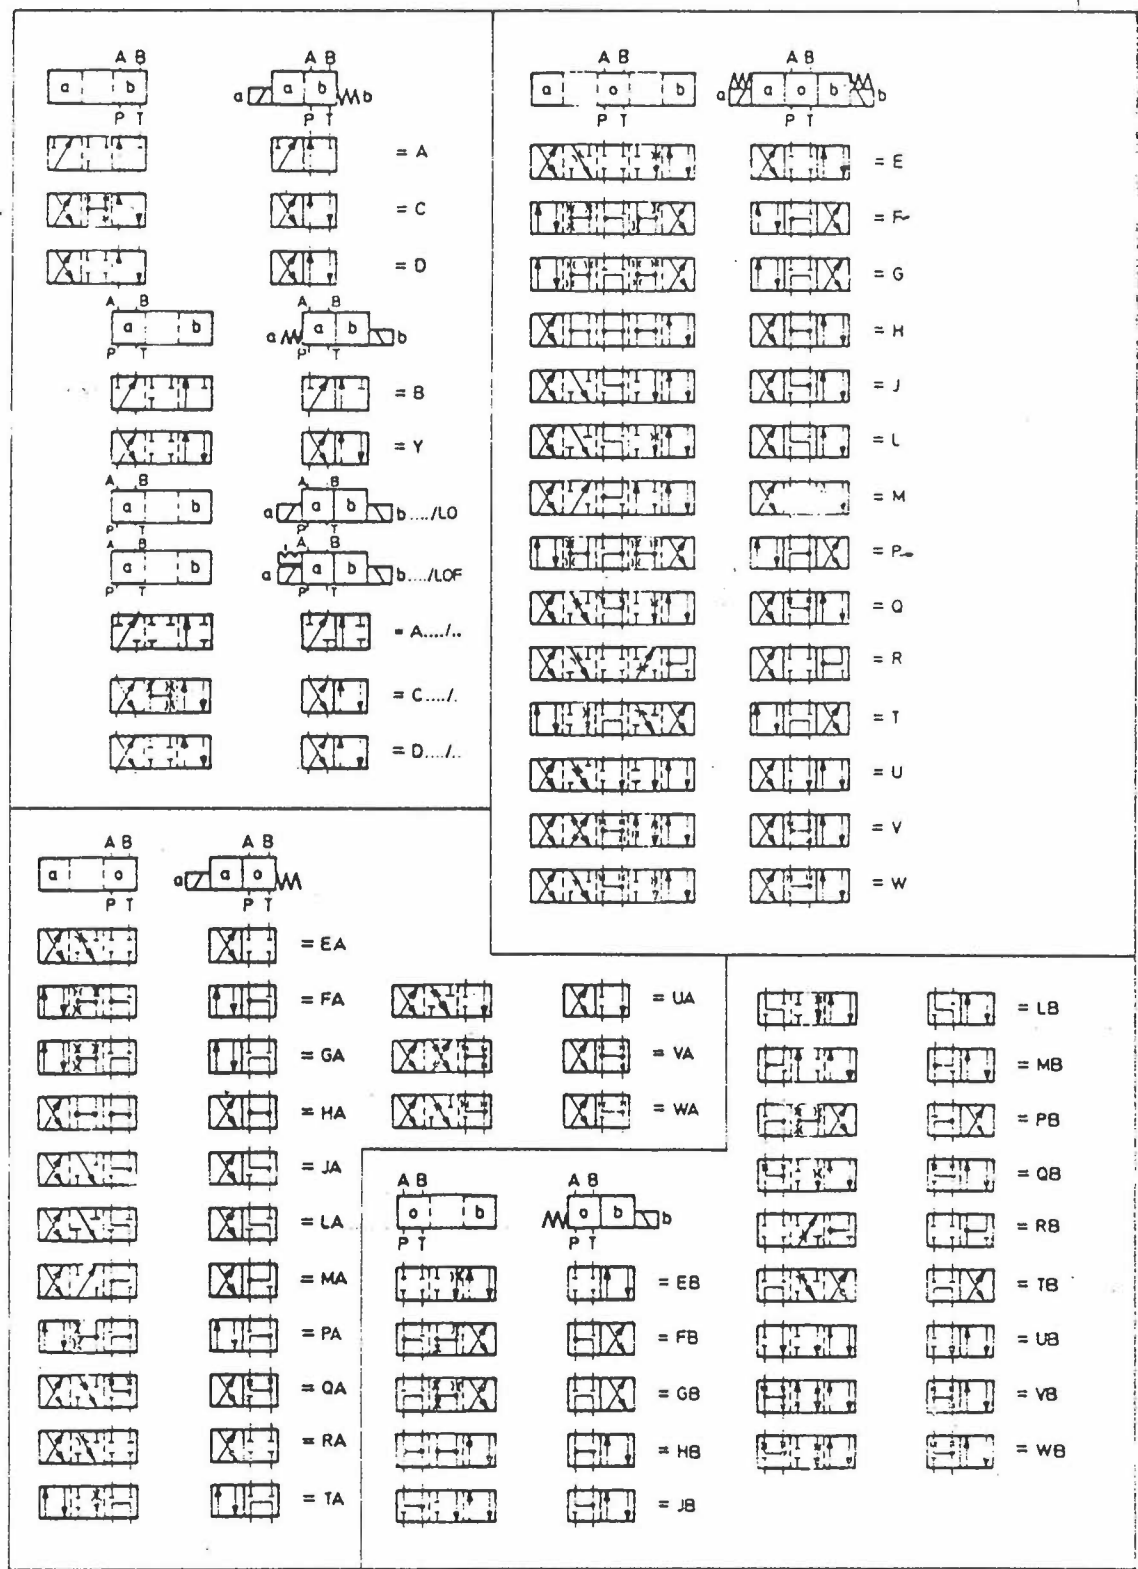 A B
a b
P T
A B
a a b b
P T
= A
= C
= D
A B
a b
P T
A B
a a b b
P T
= B
= Y
A B
a b
P T
a a b b..../LO
P T
A B
a b
P T
A B
a a b b..../LOF
P T
= A..../..
= C..../.
= D..../..
A B
a o b
P T
A B
a a o b b
P T
= E
= F
= G
= H
= J
= L
= M
= P
= Q
= R
= T
= U
= V
= W
A B
a o
P T
A B
a a o
P T
= EA
= FA
= GA
= HA
= JA
= LA
= MA
= PA
= QA
= RA
= TA
= UA
= VA
= WA
A B
o b
P T
A B
o b b
P T
= EB
= FB
= GB
= HB
= JB
= LB
= MB
= PB
= QB
= RB
= TB
= UB
= VB
= WB